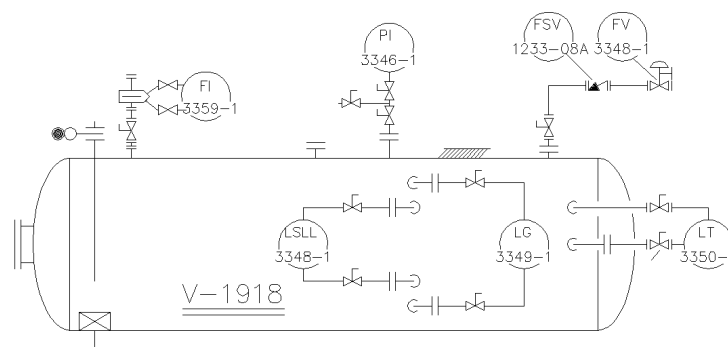 FSV
1233-08A
FV
3348-1
PI
3346-1
FI
3359-1
LSLL
3348-1
LG
3349-1
LT
3350-
V-1918